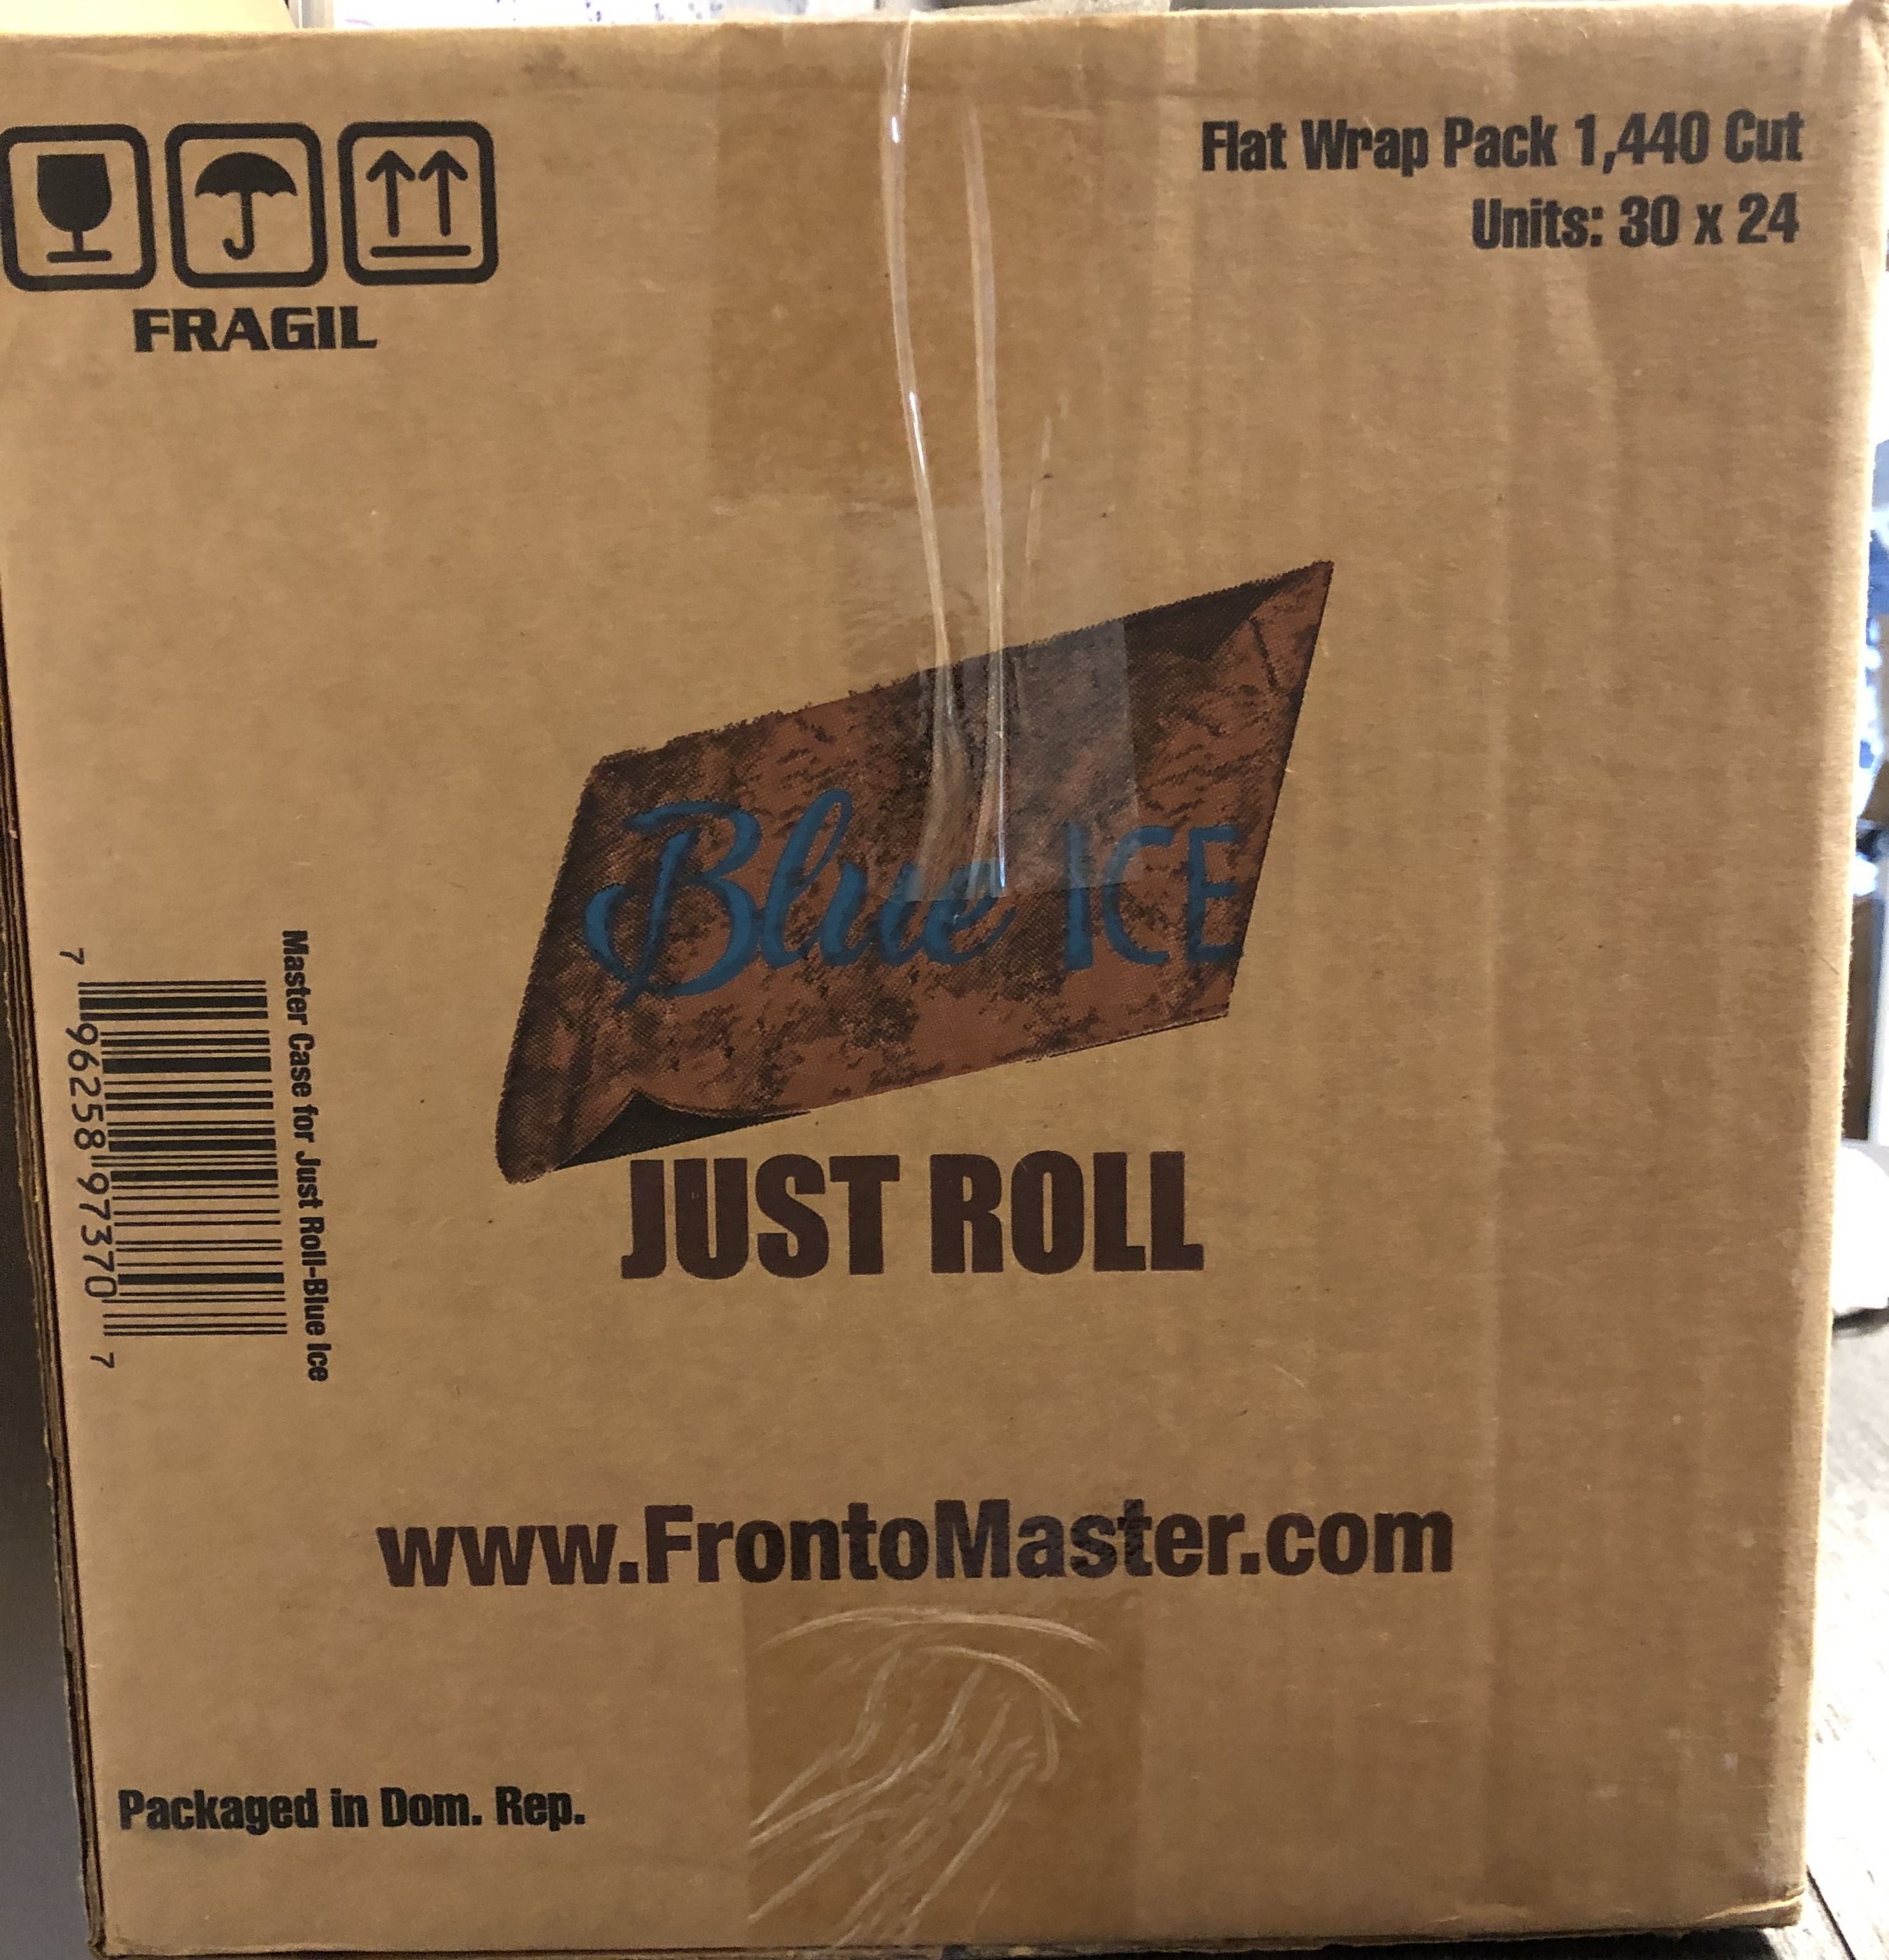 Flat Wrap Pack 1,440 Cut
Units: 30 x 24
FRAGIL
Blue ICE
JUST ROLL
Master Case for Just Roll-Blue Ice
7 96258 97370 7
www.FrontoMaster.com
Packaged in Dom. Rep.